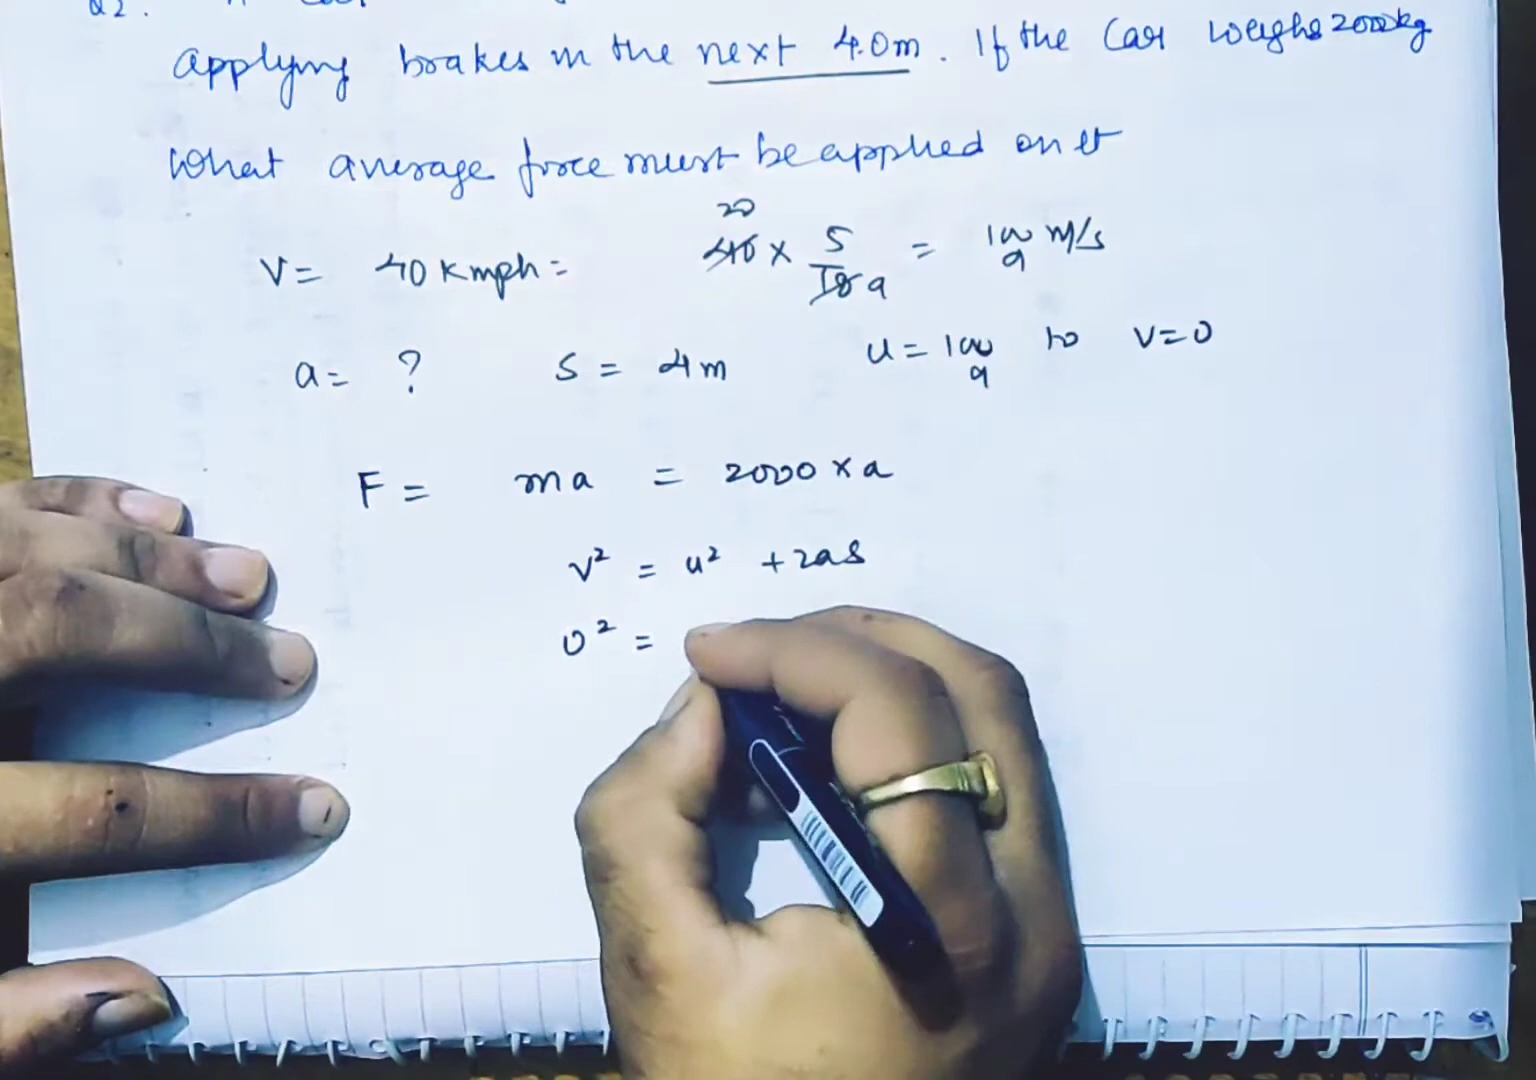 Q2.
applying brakes in the next 4.0m. If the Car weighs 2000kg
What average force must be applied on it
20
V= 40 Kmph = 40 × 5/18 9 = 100/9 m/s
a= ? S = 4m u = 100/9 to V=0
F = ma = 2000 × a
v² = u² + 2as
0² =